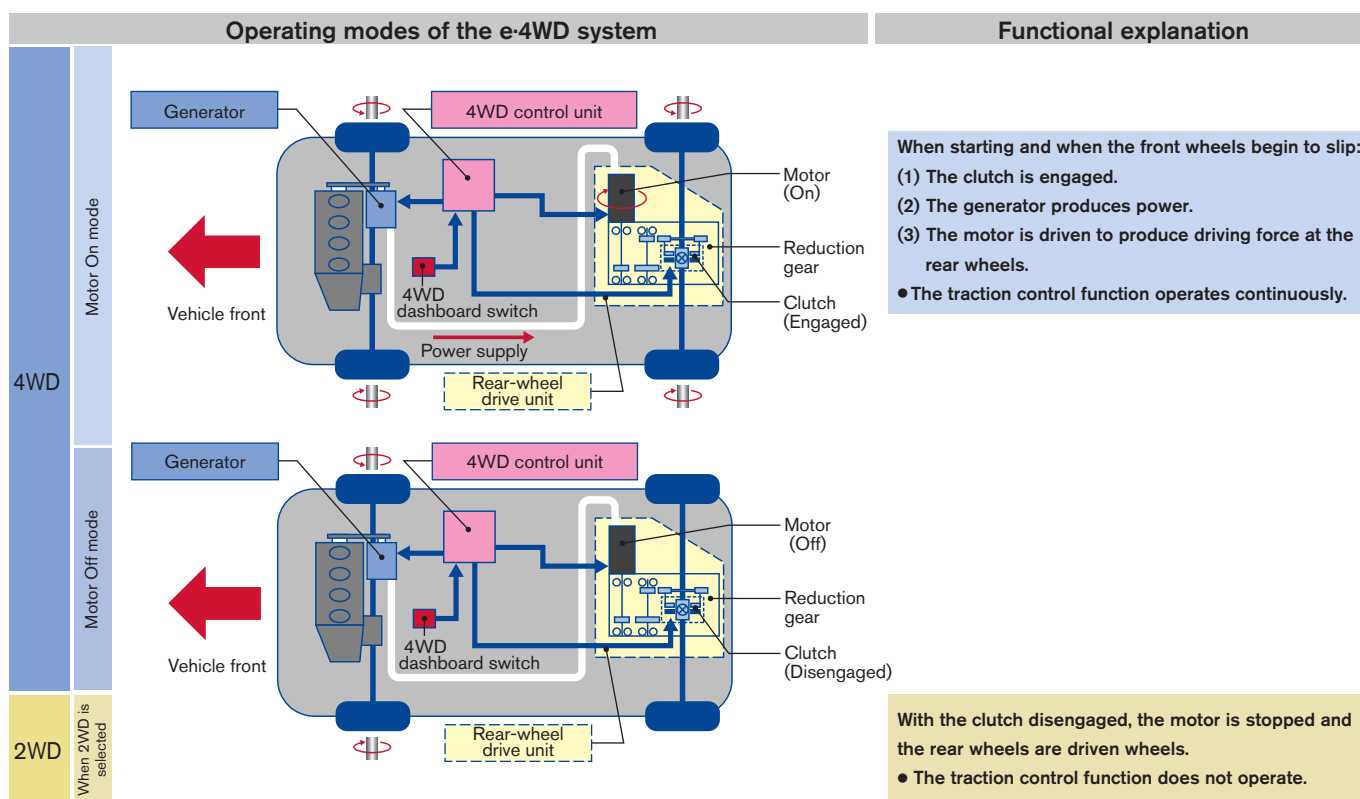 Operating modes of the e·4WD system
Functional explanation
4WD
Motor On mode
Generator
4WD control unit
Motor
(On)
Reduction
gear
Clutch
(Engaged)
4WD
dashboard switch
Vehicle front
Power supply
Rear-wheel
drive unit
When starting and when the front wheels begin to slip:
(1) The clutch is engaged.
(2) The generator produces power.
(3) The motor is driven to produce driving force at the
rear wheels.
● The traction control function operates continuously.
Motor Off mode
Generator
4WD control unit
Motor
(Off)
Reduction
gear
Clutch
(Disengaged)
4WD
dashboard switch
Vehicle front
Rear-wheel
drive unit
2WD
When 2WD is
selected
With the clutch disengaged, the motor is stopped and
the rear wheels are driven wheels.
● The traction control function does not operate.